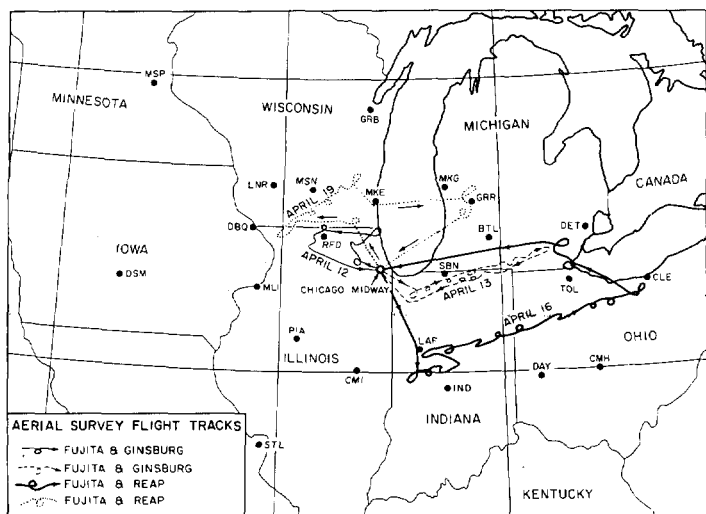 MSP
MINNESOTA
WISCONSIN
GRB
MICHIGAN
CANADA
LNR
MSN
MKE
MKG
GRR
APRIL 19
DBQ
RFD
BTL
DET
IOWA
DSM
APRIL 12
SBN
MLI
CHICAGO MIDWAY
APRIL 13
TOL
CLE
APRIL 16
PIA
LAF
OHIO
ILLINOIS
CMI
IND
DAY
CMH
INDIANA
STL
KENTUCKY
AERIAL SURVEY FLIGHT TRACKS
FUJITA & GINSBURG
FUJITA & GINSBURG
FUJITA & REAP
FUJITA & REAP